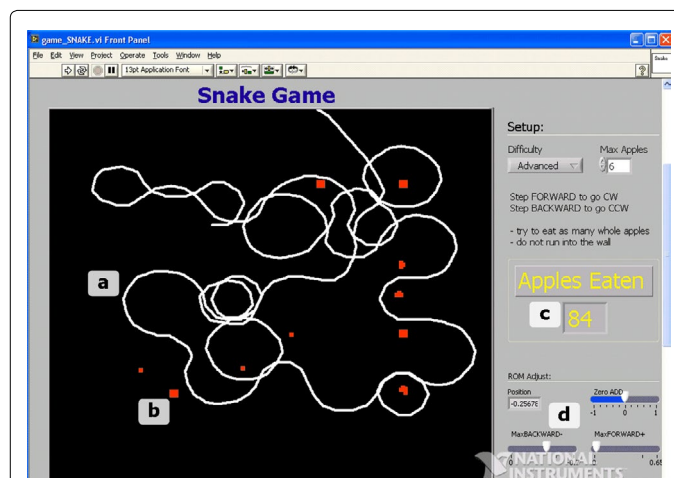 game_SNAKE.vi Front Panel
File Edit View Project Operate Tools Window Help
13pt Application Font
Snake
Snake Game
Setup:
Difficulty Max Apples
Advanced 6
Step FORWARD to go CW
Step BACKWARD to go CCW
- try to eat as many whole apples
- do not run into the wall
a
Apples Eaten
c 84
b
ROM Adjust:
Position Zero ADD
-0.25678 d
-1 0 1
MaxBACKWARD- MaxFORWARD+
0.65
NATIONAL
INSTRUMENTS